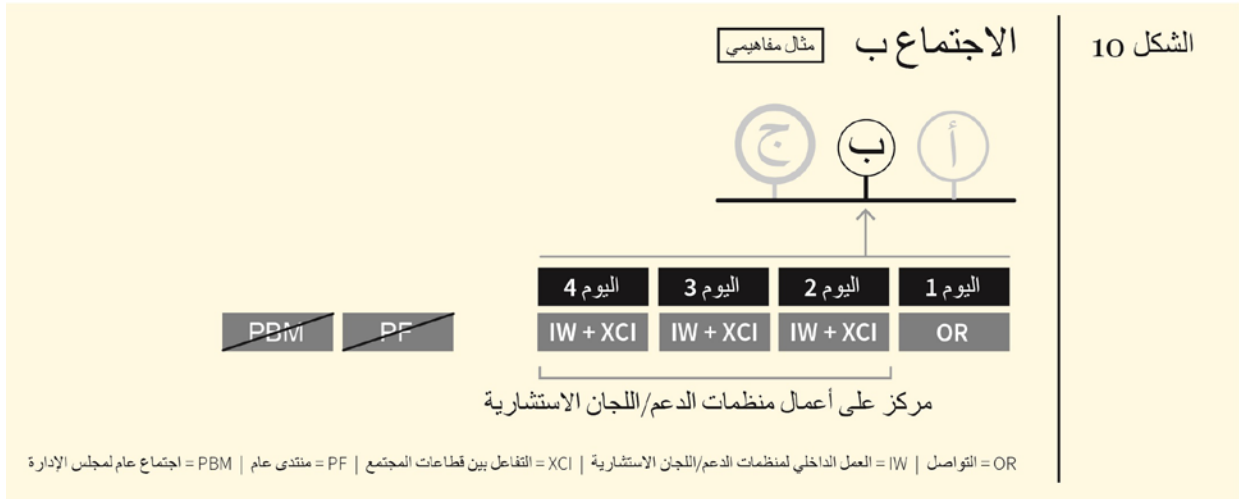 الشكل 10
الاجتماع ب
مثال مفاهيمي
أ ب ج
اليوم 1 اليوم 2 اليوم 3 اليوم 4
OR IW + XCI IW + XCI IW + XCI PF PBM
مركز على أعمال منظمات الدعم/اللجان الاستشارية
OR = التواصل | IW = العمل الداخلي لمنظمات الدعم/اللجان الاستشارية | XCI = التفاعل بين قطاعات المجتمع | PF = منتدى عام | PBM = اجتماع عام لمجلس الإدارة